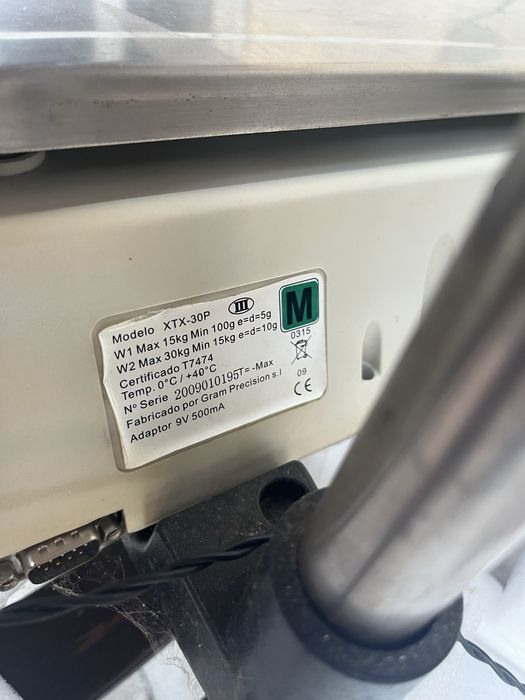 Modelo XTX-30P III M
W1 Max 15kg Min 100g e=d=5g
W2 Max 30kg Min 15kg e=d=10g 0315
Certificado T7474
Temp. 0°C / +40°C
Nº Serie 2009010195 T= -Max 09
Fabricado por Gram Precision s.l CE
Adaptor 9V 500mA